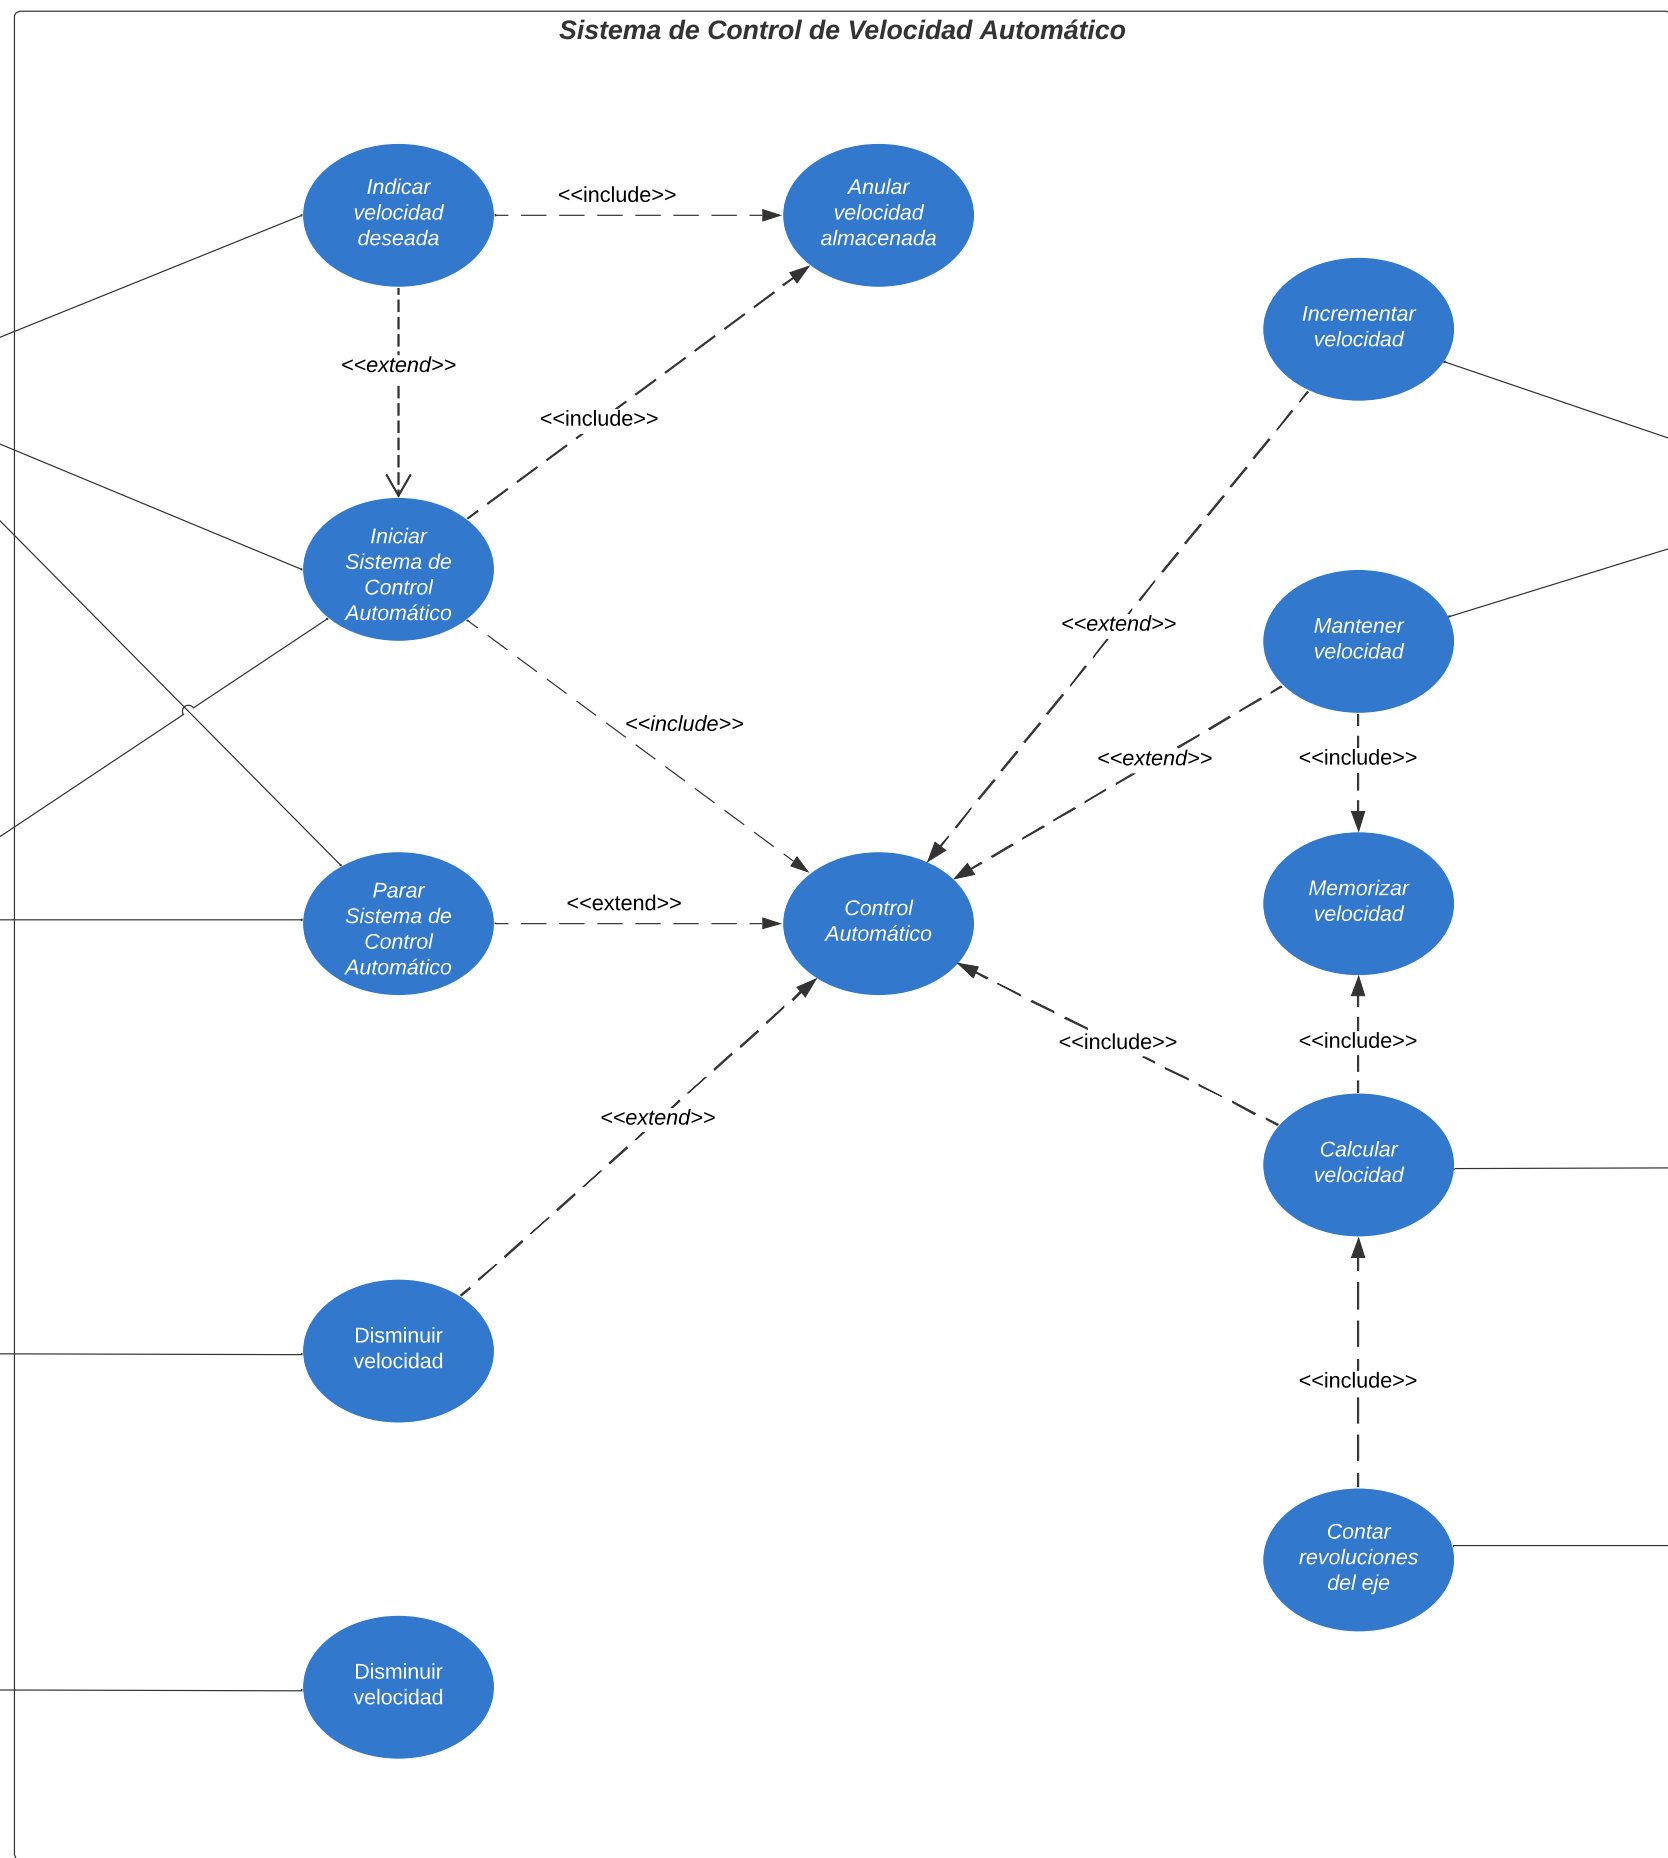 Sistema de Control de Velocidad Automático
Indicar
velocidad
deseada
<<include>>
Anular
velocidad
almacenada
<<extend>>
<<include>>
Iniciar
Sistema de
Control
Automático
<<include>>
Parar
Sistema de
Control
Automático
<<extend>>
Control
Automático
<<extend>>
Disminuir
velocidad
Disminuir
velocidad
Incrementar
velocidad
<<extend>>
Mantener
velocidad
<<extend>>
<<include>>
Memorizar
velocidad
<<include>>
<<include>>
Calcular
velocidad
<<include>>
Contar
revoluciones
del eje